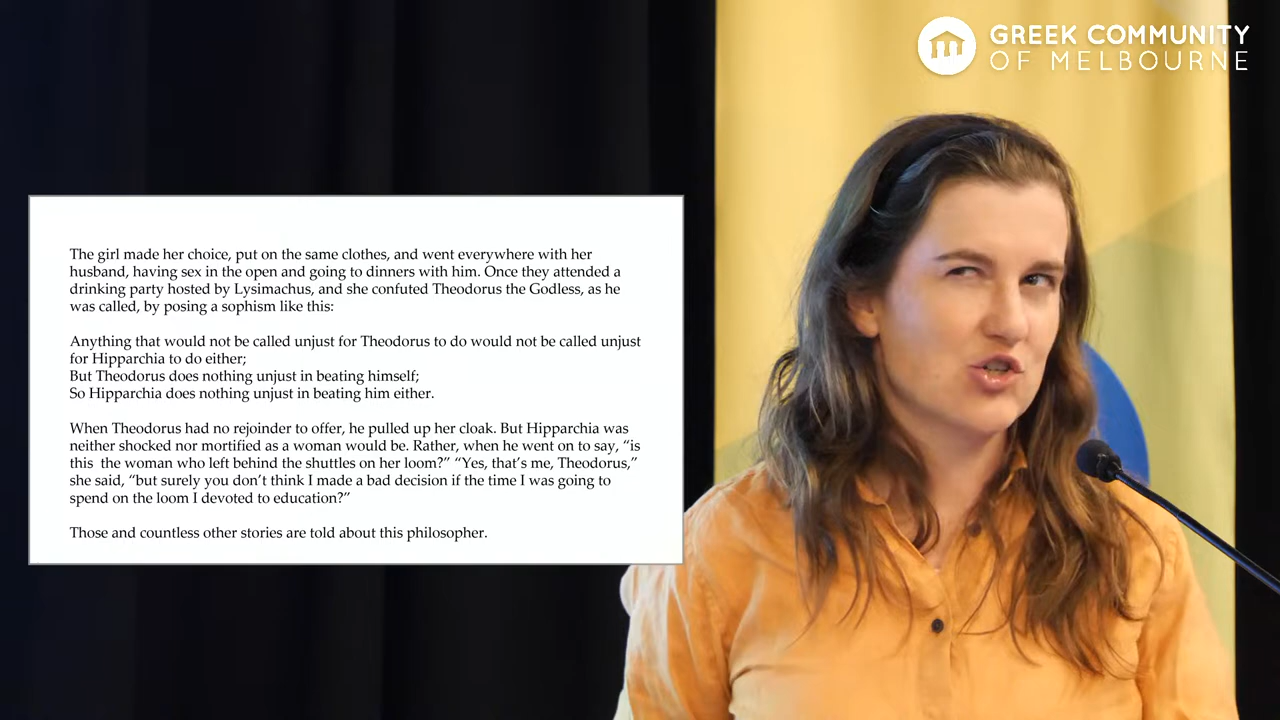 GREEK COMMUNITY
OF MELBOURNE
The girl made her choice, put on the same clothes, and went everywhere with her
husband, having sex in the open and going to dinners with him. Once they attended a
drinking party hosted by Lysimachus, and she confuted Theodorus the Godless, as he
was called, by posing a sophism like this:
Anything that would not be called unjust for Theodorus to do would not be called unjust
for Hipparchia to do either;
But Theodorus does nothing unjust in beating himself;
So Hipparchia does nothing unjust in beating him either.
When Theodorus had no rejoinder to offer, he pulled up her cloak. But Hipparchia was
neither shocked nor mortified as a woman would be. Rather, when he went on to say, “is
this the woman who left behind the shuttles on her loom?” “Yes, that’s me, Theodorus,”
she said, “but surely you don’t think I made a bad decision if the time I was going to
spend on the loom I devoted to education?”
Those and countless other stories are told about this philosopher.